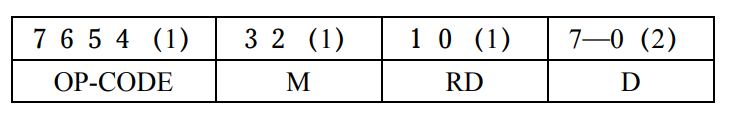 7 6 5 4 (1) 3 2 (1) 1 0 (1) 7—0 (2)
OP-CODE M RD D